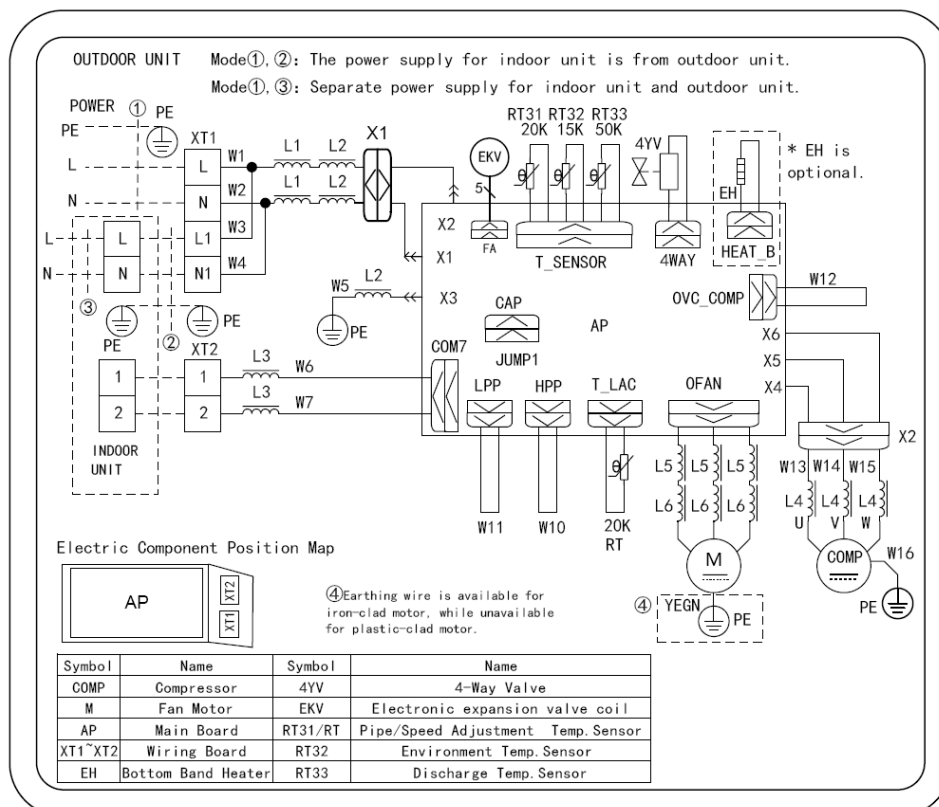 OUTDOOR UNIT Mode①, ②: The power supply for indoor unit is from outdoor unit.
Mode①, ③: Separate power supply for indoor unit and outdoor unit.
POWER ① PE
PE
XT1
L L W1 L1 L2 X1
N N W2 L1 L2
L L L1 W3
N N N1 W4
③ ②
PE PE
W5 L2 PE
XT2
1 1 L3 W6
2 2 L3 W7
INDOOR
UNIT
RT31 RT32 RT33
20K 15K 50K
EKV
5
θ θ θ
4YV
EH
* EH is
optional.
X2 FA T_SENSOR 4WAY HEAT_B
X1
X3
OVC_COMP W12
CAP
JUMP1
AP
X6
X5
X4
COM7 LPP HPP T_LAC OFAN
X2
W11 W10
θ
20K
RT
L5 L5 L5
L6 L6 L6
W13 W14 W15
L4 L4 L4
U V W
M
COMP W16
PE
④ YEGN PE
Electric Component Position Map
AP XT2 XT1
④Earthing wire is available for
iron-clad motor, while unavailable
for plastic-clad motor.
Symbol Name Symbol Name
COMP Compressor 4YV 4-Way Valve
M Fan Motor EKV Electronic expansion valve coil
AP Main Board RT31/RT Pipe/Speed Adjustment Temp.Sensor
XT1~XT2 Wiring Board RT32 Environment Temp.Sensor
EH Bottom Band Heater RT33 Discharge Temp.Sensor